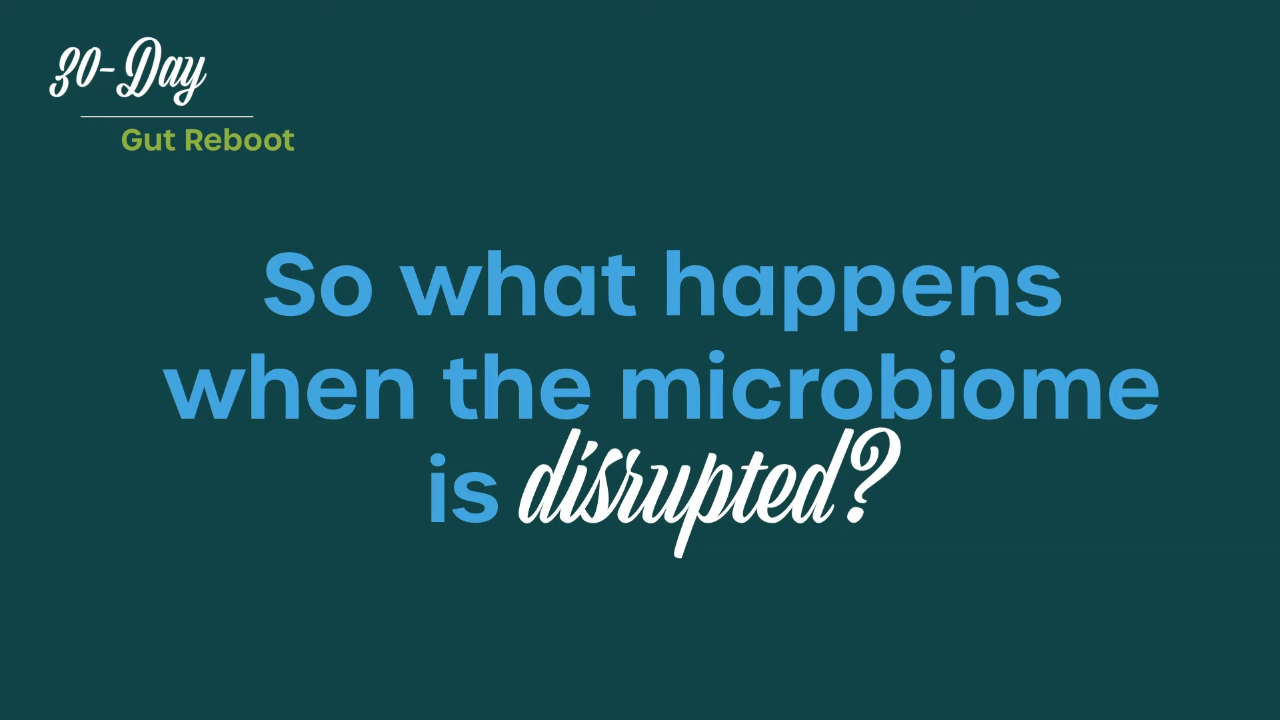 30-Day
Gut Reboot
So what happens
when the microbiome
is disrupted?